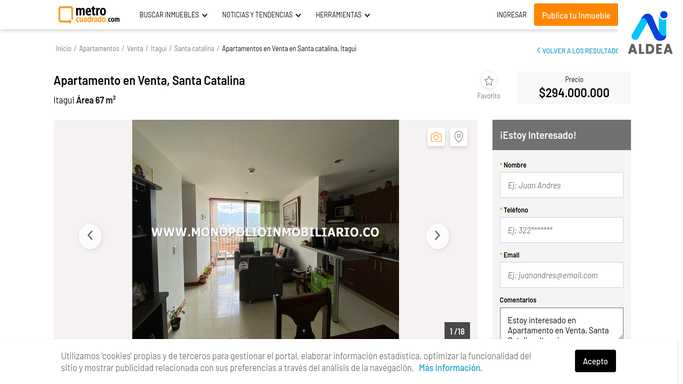 metro
cuadrado.com
BUSCAR INMUEBLES
NOTICIAS Y TENDENCIAS
HERRAMIENTAS
INGRESAR
Publica tu Inmueble
ALDEA
Inicio / Apartamentos / Venta / Itagui / Santa catalina / Apartamentos en Venta en Santa catalina, Itagui
VOLVER A LOS RESULTADO
Apartamento en Venta, Santa Catalina
Itagui Área 67 m²
Favorito
Precio
$294.000.000
WWW.MONOPOLIOINMOBILIARIO.CO
1 / 18
¡Estoy Interesado!
* Nombre
Ej: Juan Andres
* Teléfono
Ej: 322*******
* Email
Ej: juanandres@email.com
Comentarios
Estoy interesado en
Apartamento en Venta, Santa
Utilizamos 'cookies' propias y de terceros para gestionar el portal, elaborar información estadística, optimizar la funcionalidad del
sitio y mostrar publicidad relacionada con sus preferencias a través del análisis de la navegación. Más información.
Acepto